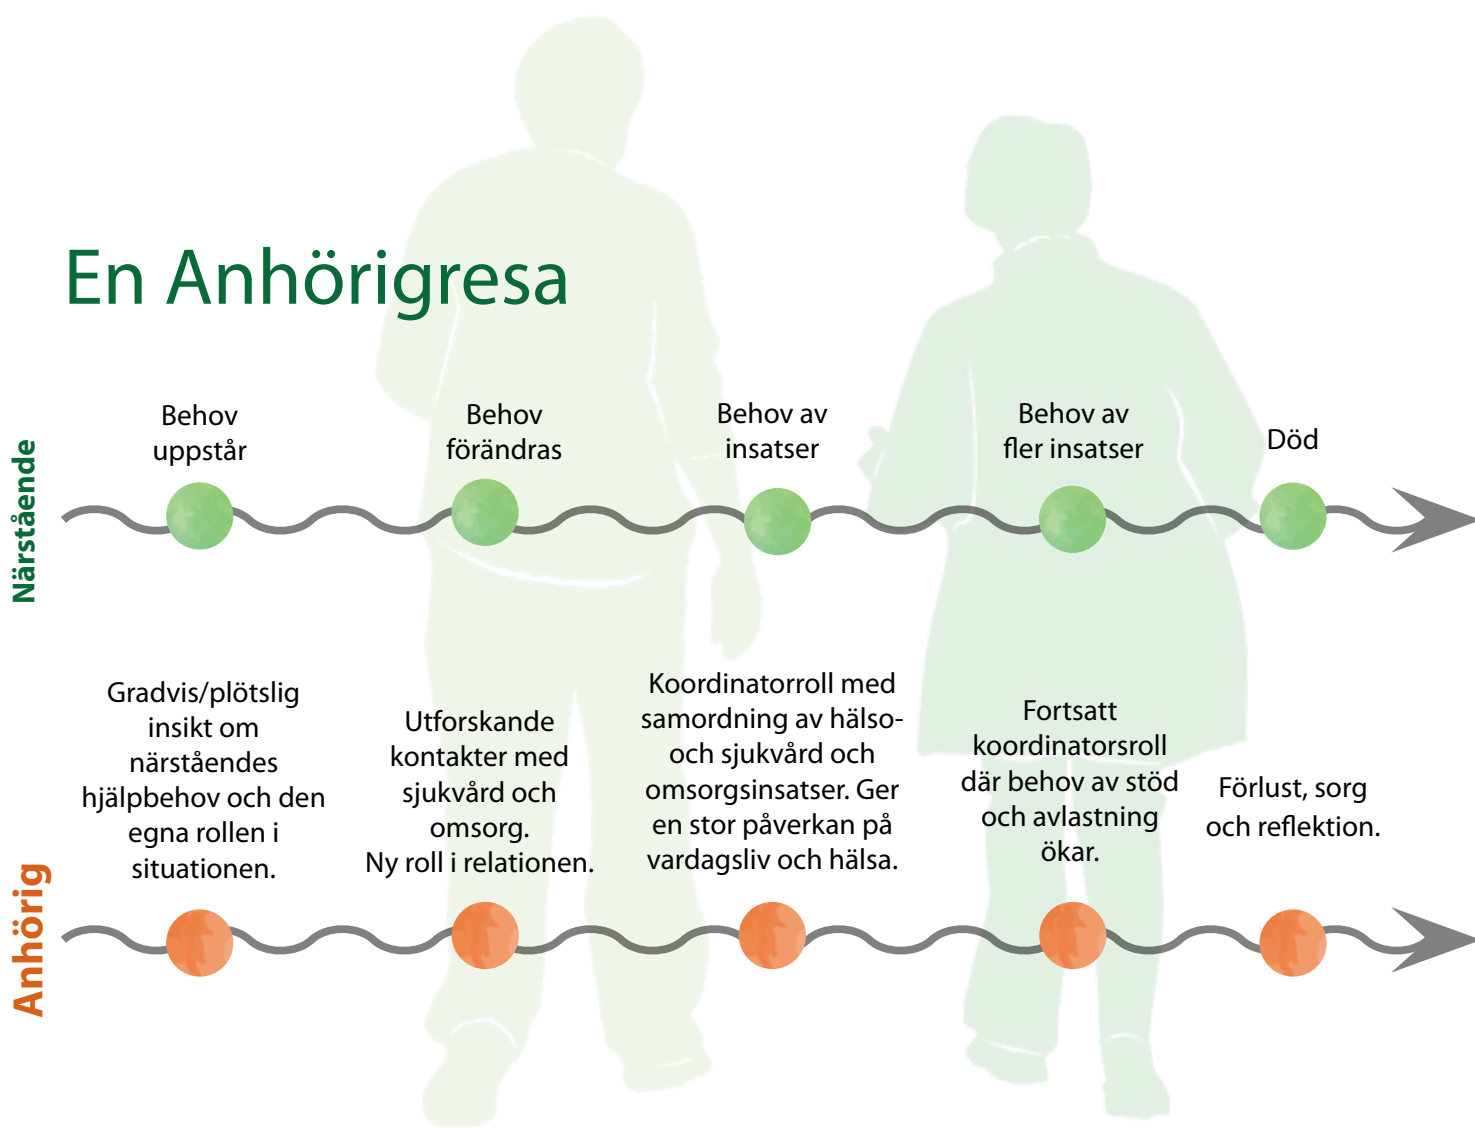 En Anhörigresa
Närstående
Behov
uppstår
Behov
förändras
Behov av
insatser
Behov av
fler insatser
Död
Anhörig
Gradvis/plötslig
insikt om
närståendes
hjälpbehov och den
egna rollen i
situationen.
Utforskande
kontakter med
sjukvård och
omsorg.
Ny roll i relationen.
Koordinatorroll med
samordning av hälso-
och sjukvård och
omsorgsinsatser. Ger
en stor påverkan på
vardagsliv och hälsa.
Fortsatt
koordinatorsroll
där behov av stöd
och avlastning
ökar.
Förlust, sorg
och reflektion.